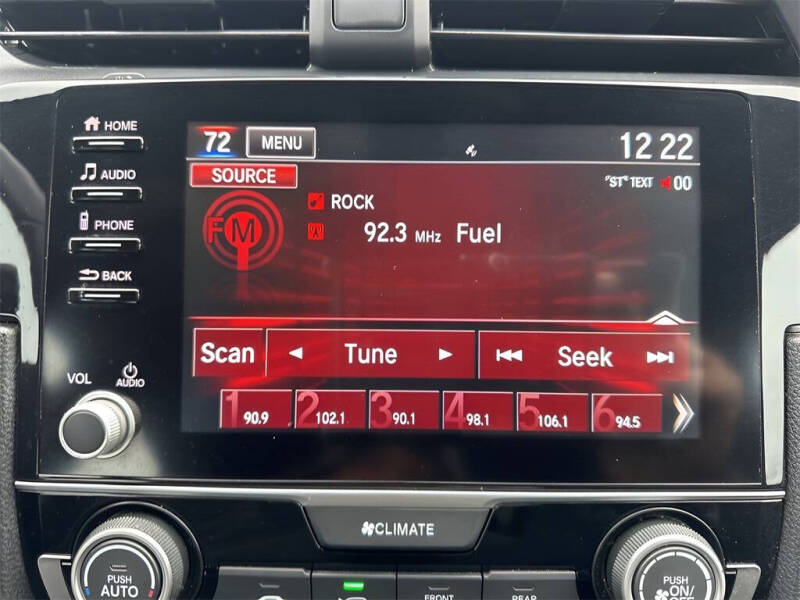 HOME
AUDIO
PHONE
BACK
VOL
AUDIO
72 MENU 12 22
SOURCE
"ST" TEXT 00
FM
ROCK
92.3 MHz Fuel
Scan Tune Seek
1 90.9 2 102.1 3 90.1 4 98.1 5 106.1 6 94.5
CLIMATE
PUSH
AUTO
FRONT
REAR
PUSH
ON/
OFF